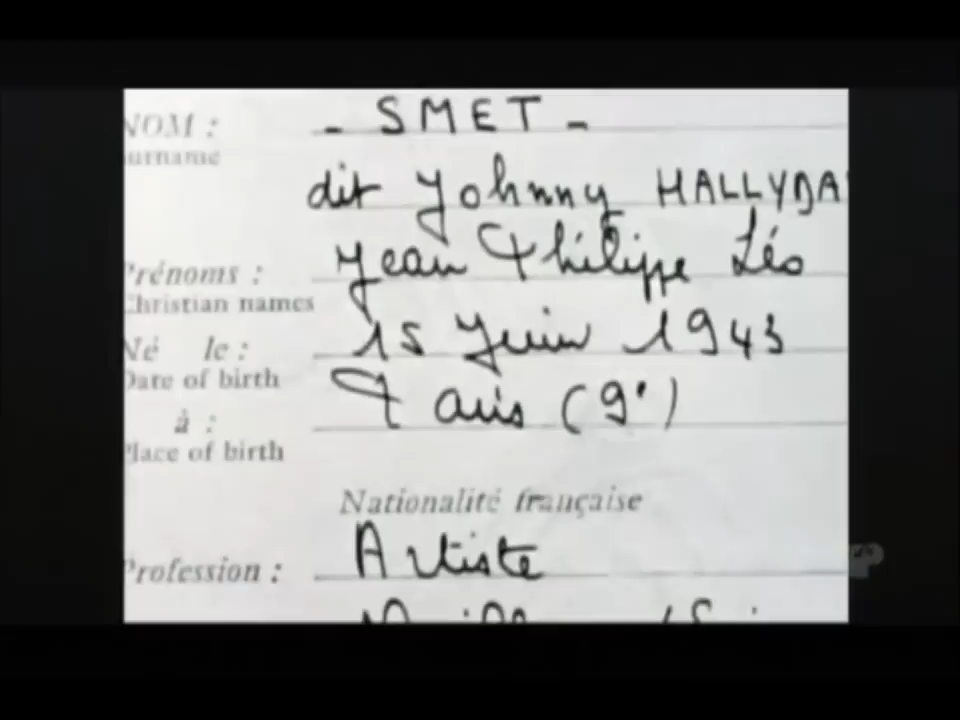 NOM : - SMET -
urname
dit Johnny HALLYDA
Prénoms : Jean Philippe Léo
Christian names
Né le : 15 Juin 1943
Date of birth
à : Paris (9e)
Place of birth
Nationalité française
Profession : Artiste